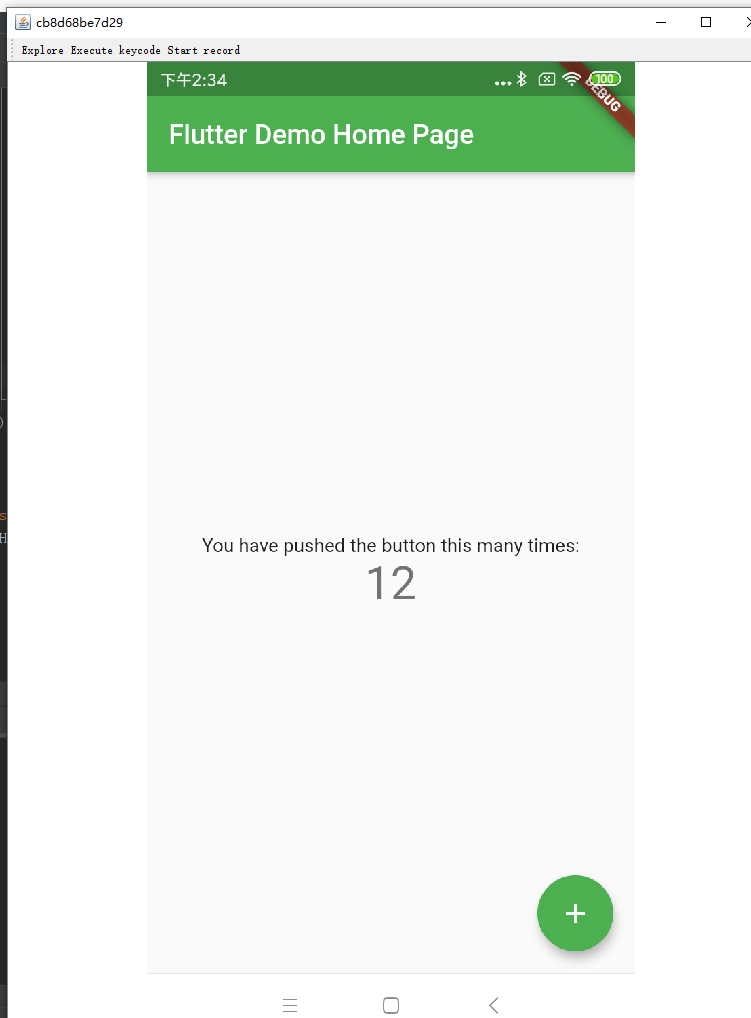 cb8d68be7d29
Explore Execute keycode Start record
下午2:34
100
DEBUG
Flutter Demo Home Page
You have pushed the button this many times:
12
)
s
H